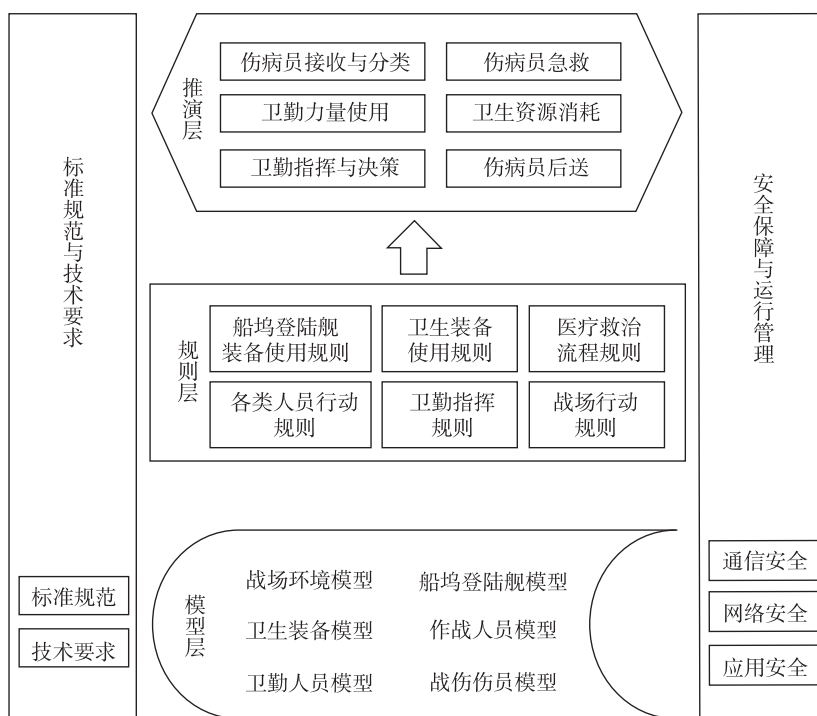 标准规范与技术要求
标准规范
技术要求
推演层
伤病员接收与分类
伤病员急救
卫勤力量使用
卫生资源消耗
卫勤指挥与决策
伤病员后送
规则层
船坞登陆舰
装备使用规则
卫生装备
使用规则
医疗救治
流程规则
各类人员行动
规则
卫勤指挥
规则
战场行动
规则
模型层
战场环境模型
船坞登陆舰模型
卫生装备模型
作战人员模型
卫勤人员模型
战伤伤员模型
安全保障与运行管理
通信安全
网络安全
应用安全